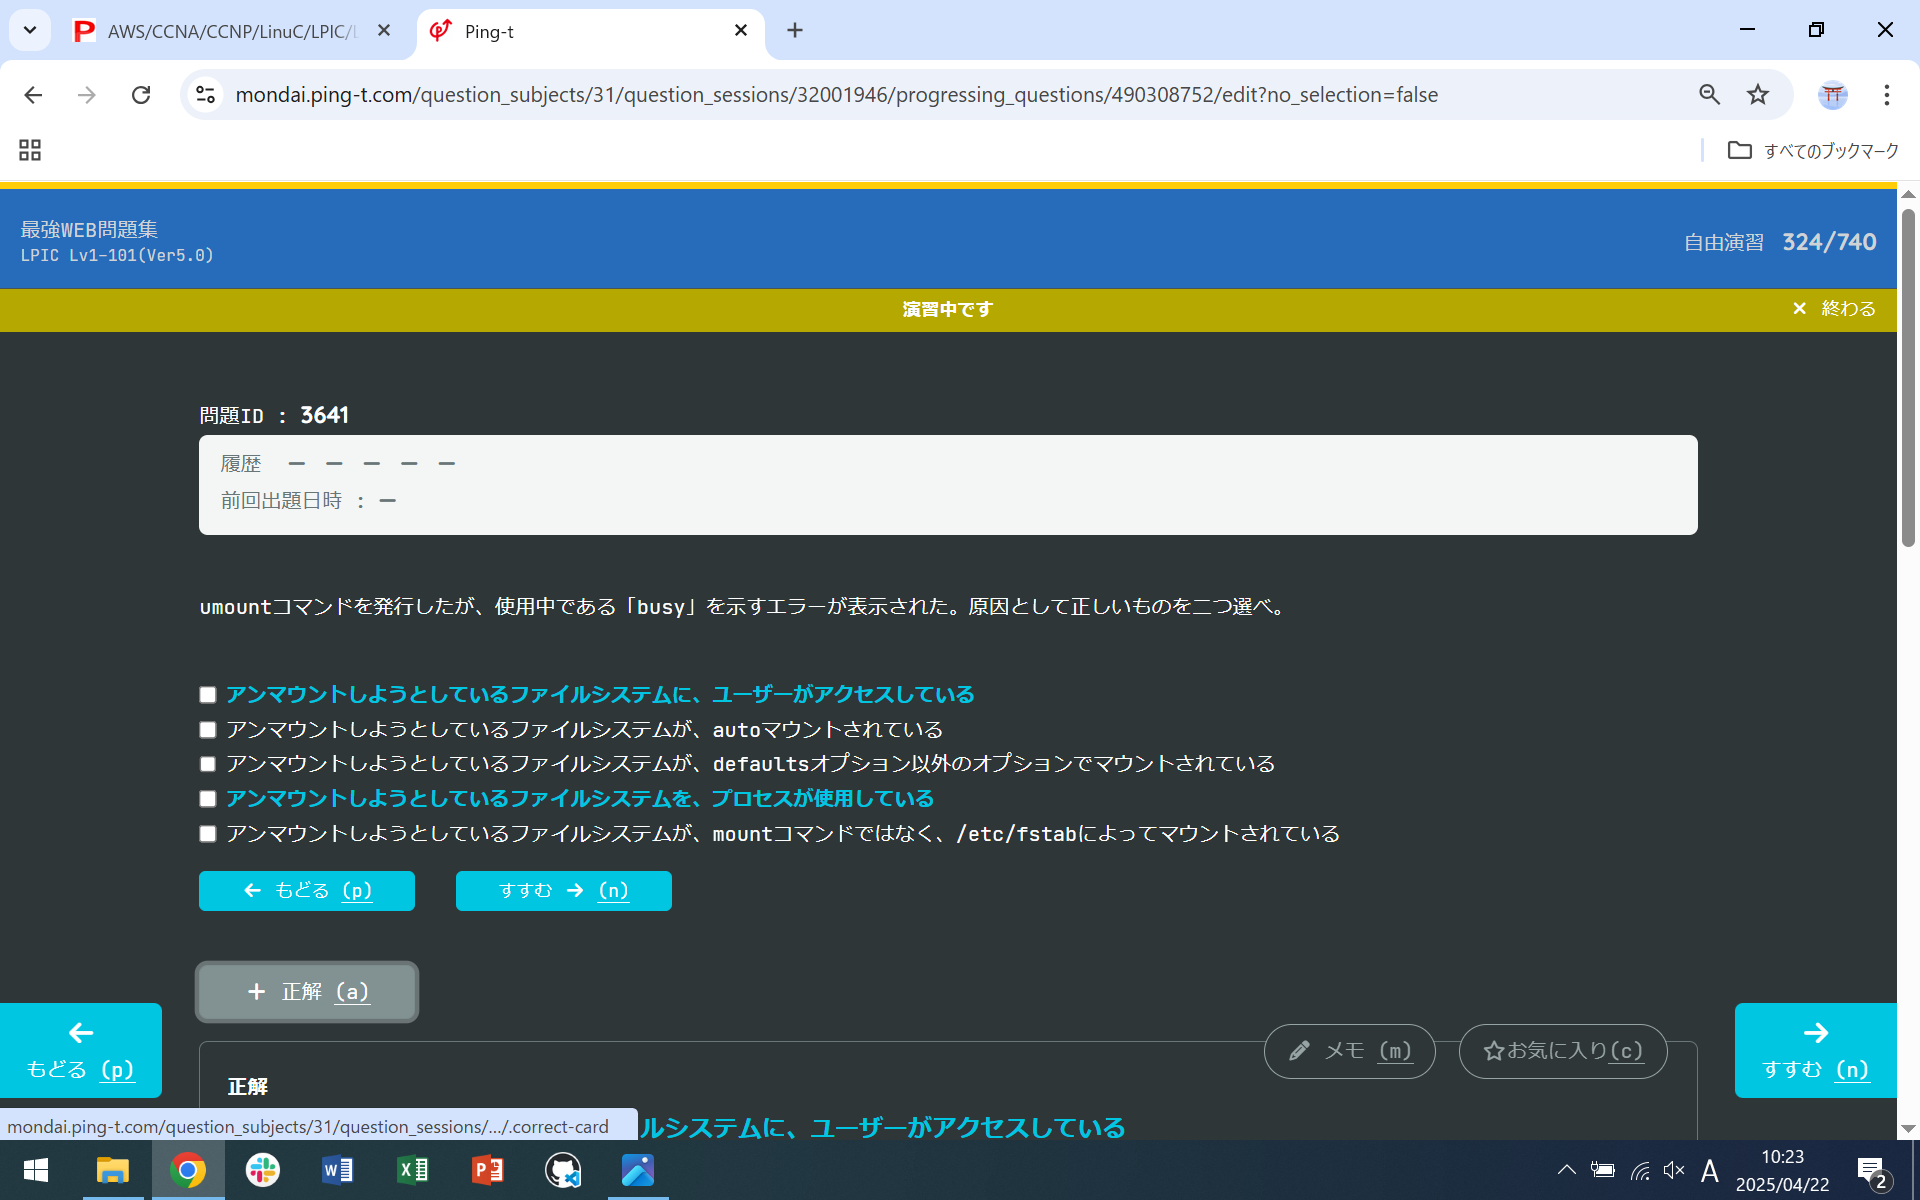 AWS/CCNA/CCNP/LinuC/LPIC/
Ping-t
mondai.ping-t.com/question_subjects/31/question_sessions/32001946/progressing_questions/490308752/edit?no_selection=false
すべてのブックマーク
最強WEB問題集
LPIC Lv1-101(Ver5.0)
自由演習 324/740
演習中です
× 終わる
問題ID : 3641
履歴 ー ー ー ー ー
前回出題日時 : ー
umountコマンドを発行したが、使用中である「busy」を示すエラーが表示された。原因として正しいものを二つ選べ。
アンマウントしようとしているファイルシステムに、ユーザーがアクセスしている
アンマウントしようとしているファイルシステムが、autoマウントされている
アンマウントしようとしているファイルシステムが、defaultsオプション以外のオプションでマウントされている
アンマウントしようとしているファイルシステムを、プロセスが使用している
アンマウントしようとしているファイルシステムが、mountコマンドではなく、/etc/fstabによってマウントされている
← もどる (p)
すすむ → (n)
+ 正解 (a)
←
もどる (p)
→
すすむ (n)
メモ (m)
お気に入り(c)
正解
ルシステムに、ユーザーがアクセスしている
mondai.ping-t.com/question_subjects/31/question_sessions/.../.correct-card
A
10:23
2025/04/22
2